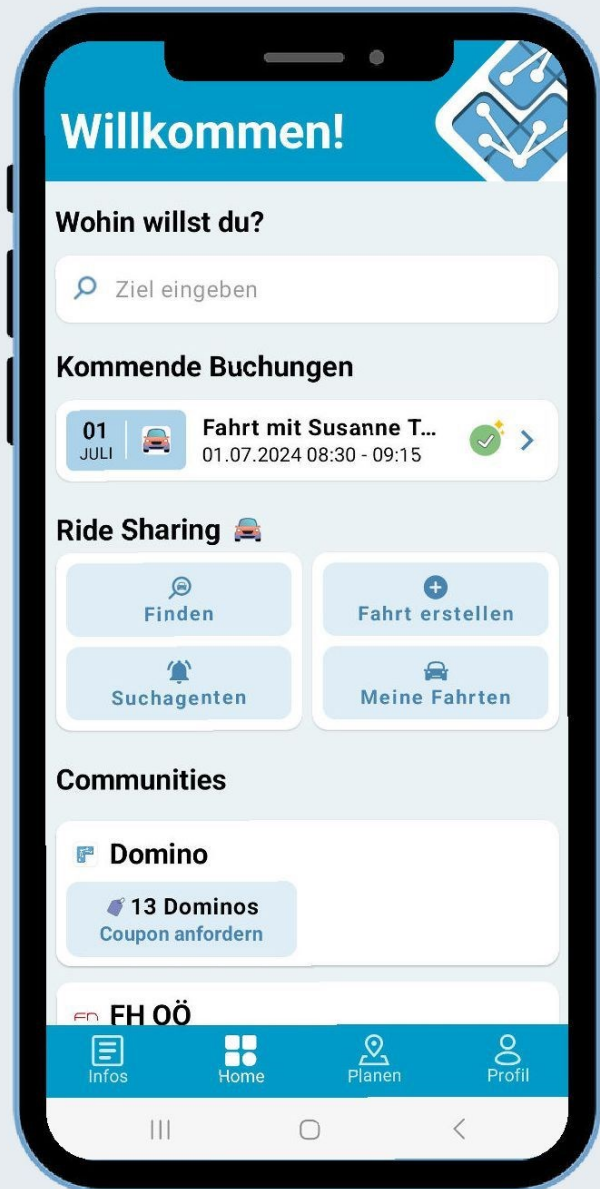 Willkommen!
Wohin willst du?
Ziel eingeben
Kommende Buchungen
01
JULI
Fahrt mit Susanne T...
01.07.2024 08:30 - 09:15
Ride Sharing
Finden
Fahrt erstellen
Suchagenten
Meine Fahrten
Communities
Domino
13 Dominos
Coupon anfordern
FH OÖ
Infos
Home
Planen
Profil